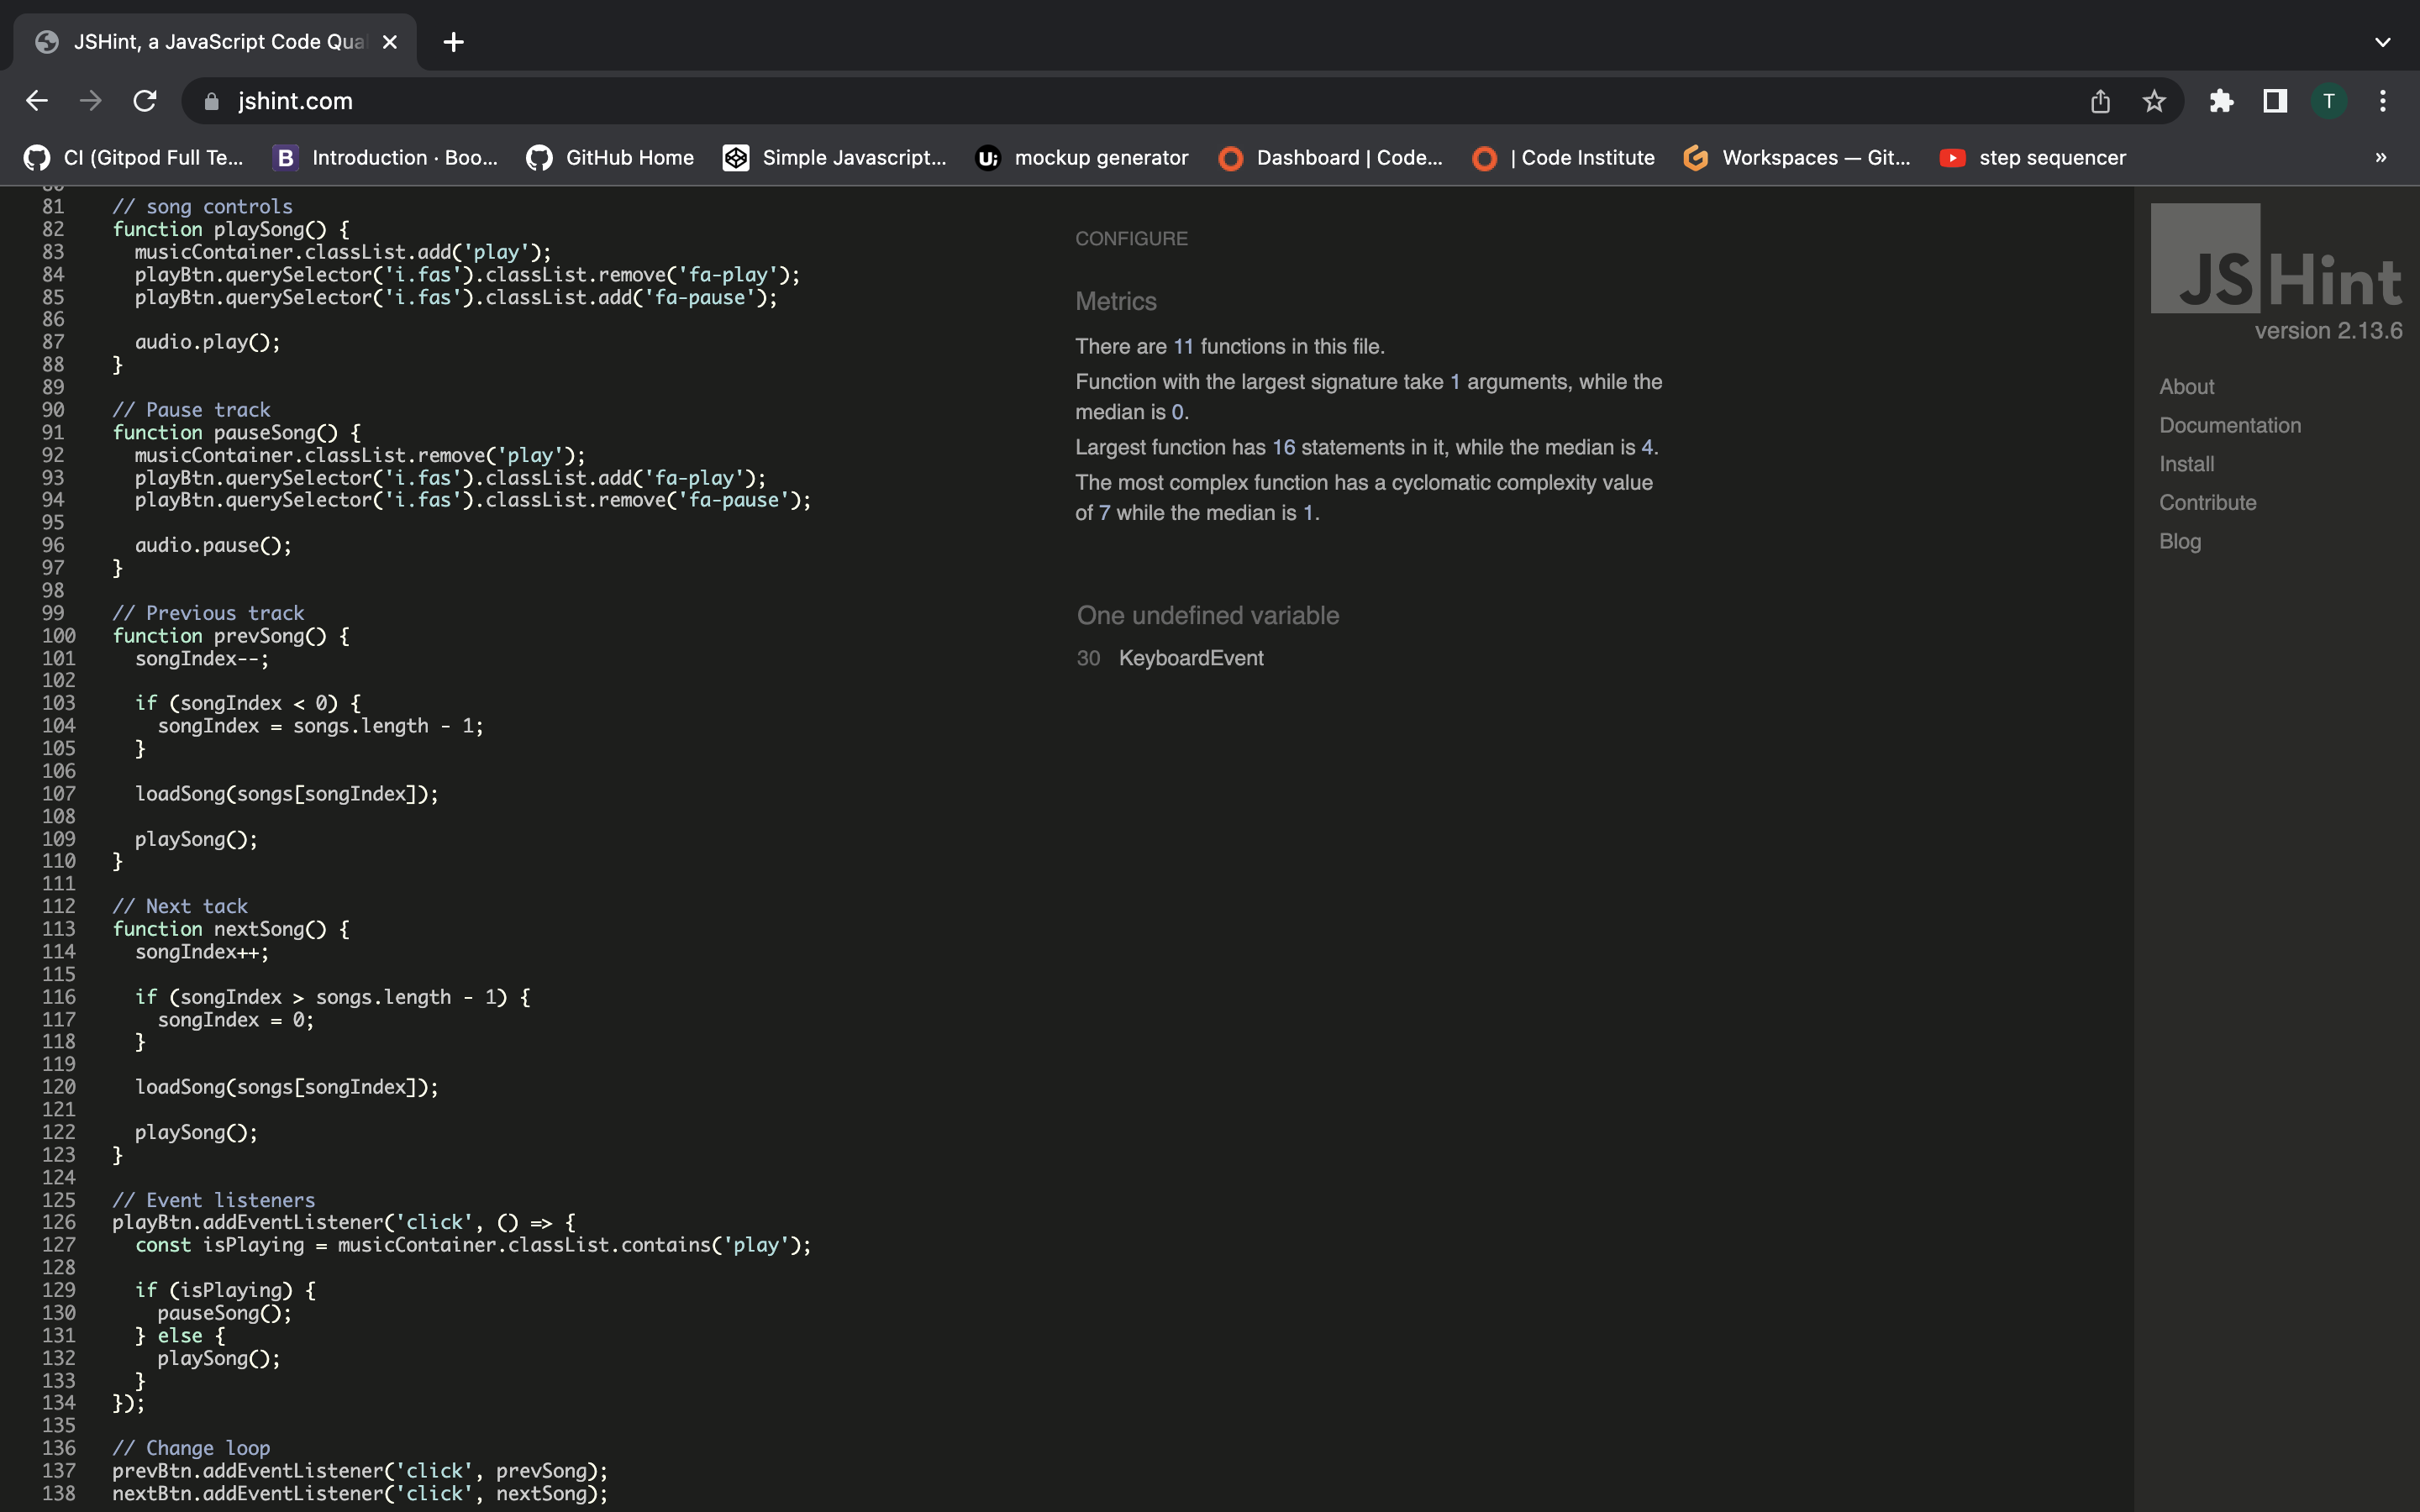 JSHint, a JavaScript Code Qua
jshint.com
T
CI (Gitpod Full Te...
Introduction · Boo...
GitHub Home
Simple Javascript...
mockup generator
Dashboard | Code...
| Code Institute
Workspaces — Git...
step sequencer
»
80
81 // song controls
82 function playSong() {
83 musicContainer.classList.add('play');
84 playBtn.querySelector('i.fas').classList.remove('fa-play');
85 playBtn.querySelector('i.fas').classList.add('fa-pause');
86
87 audio.play();
88 }
89
90 // Pause track
91 function pauseSong() {
92 musicContainer.classList.remove('play');
93 playBtn.querySelector('i.fas').classList.add('fa-play');
94 playBtn.querySelector('i.fas').classList.remove('fa-pause');
95
96 audio.pause();
97 }
98
99 // Previous track
100 function prevSong() {
101 songIndex--;
102
103 if (songIndex < 0) {
104 songIndex = songs.length - 1;
105 }
106
107 loadSong(songs[songIndex]);
108
109 playSong();
110 }
111
112 // Next tack
113 function nextSong() {
114 songIndex++;
115
116 if (songIndex > songs.length - 1) {
117 songIndex = 0;
118 }
119
120 loadSong(songs[songIndex]);
121
122 playSong();
123 }
124
125 // Event listeners
126 playBtn.addEventListener('click', () => {
127 const isPlaying = musicContainer.classList.contains('play');
128
129 if (isPlaying) {
130 pauseSong();
131 } else {
132 playSong();
133 }
134 });
135
136 // Change loop
137 prevBtn.addEventListener('click', prevSong);
138 nextBtn.addEventListener('click', nextSong);
CONFIGURE
Metrics
There are 11 functions in this file.
Function with the largest signature take 1 arguments, while the
median is 0.
Largest function has 16 statements in it, while the median is 4.
The most complex function has a cyclomatic complexity value
of 7 while the median is 1.
One undefined variable
30 KeyboardEvent
JSHint
version 2.13.6
About
Documentation
Install
Contribute
Blog